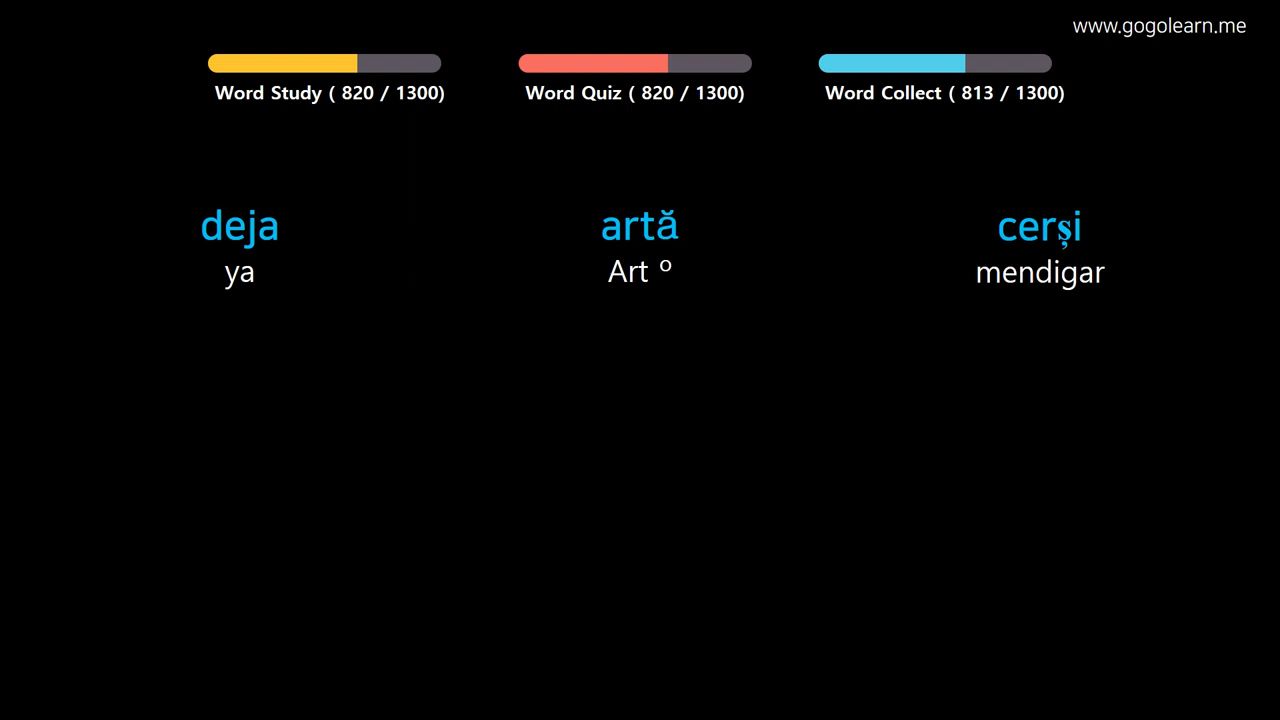 www.gogolearn.me
Word Study ( 820 / 1300)
Word Quiz ( 820 / 1300)
Word Collect ( 813 / 1300)
deja
ya
artă
Art º
cerși
mendigar